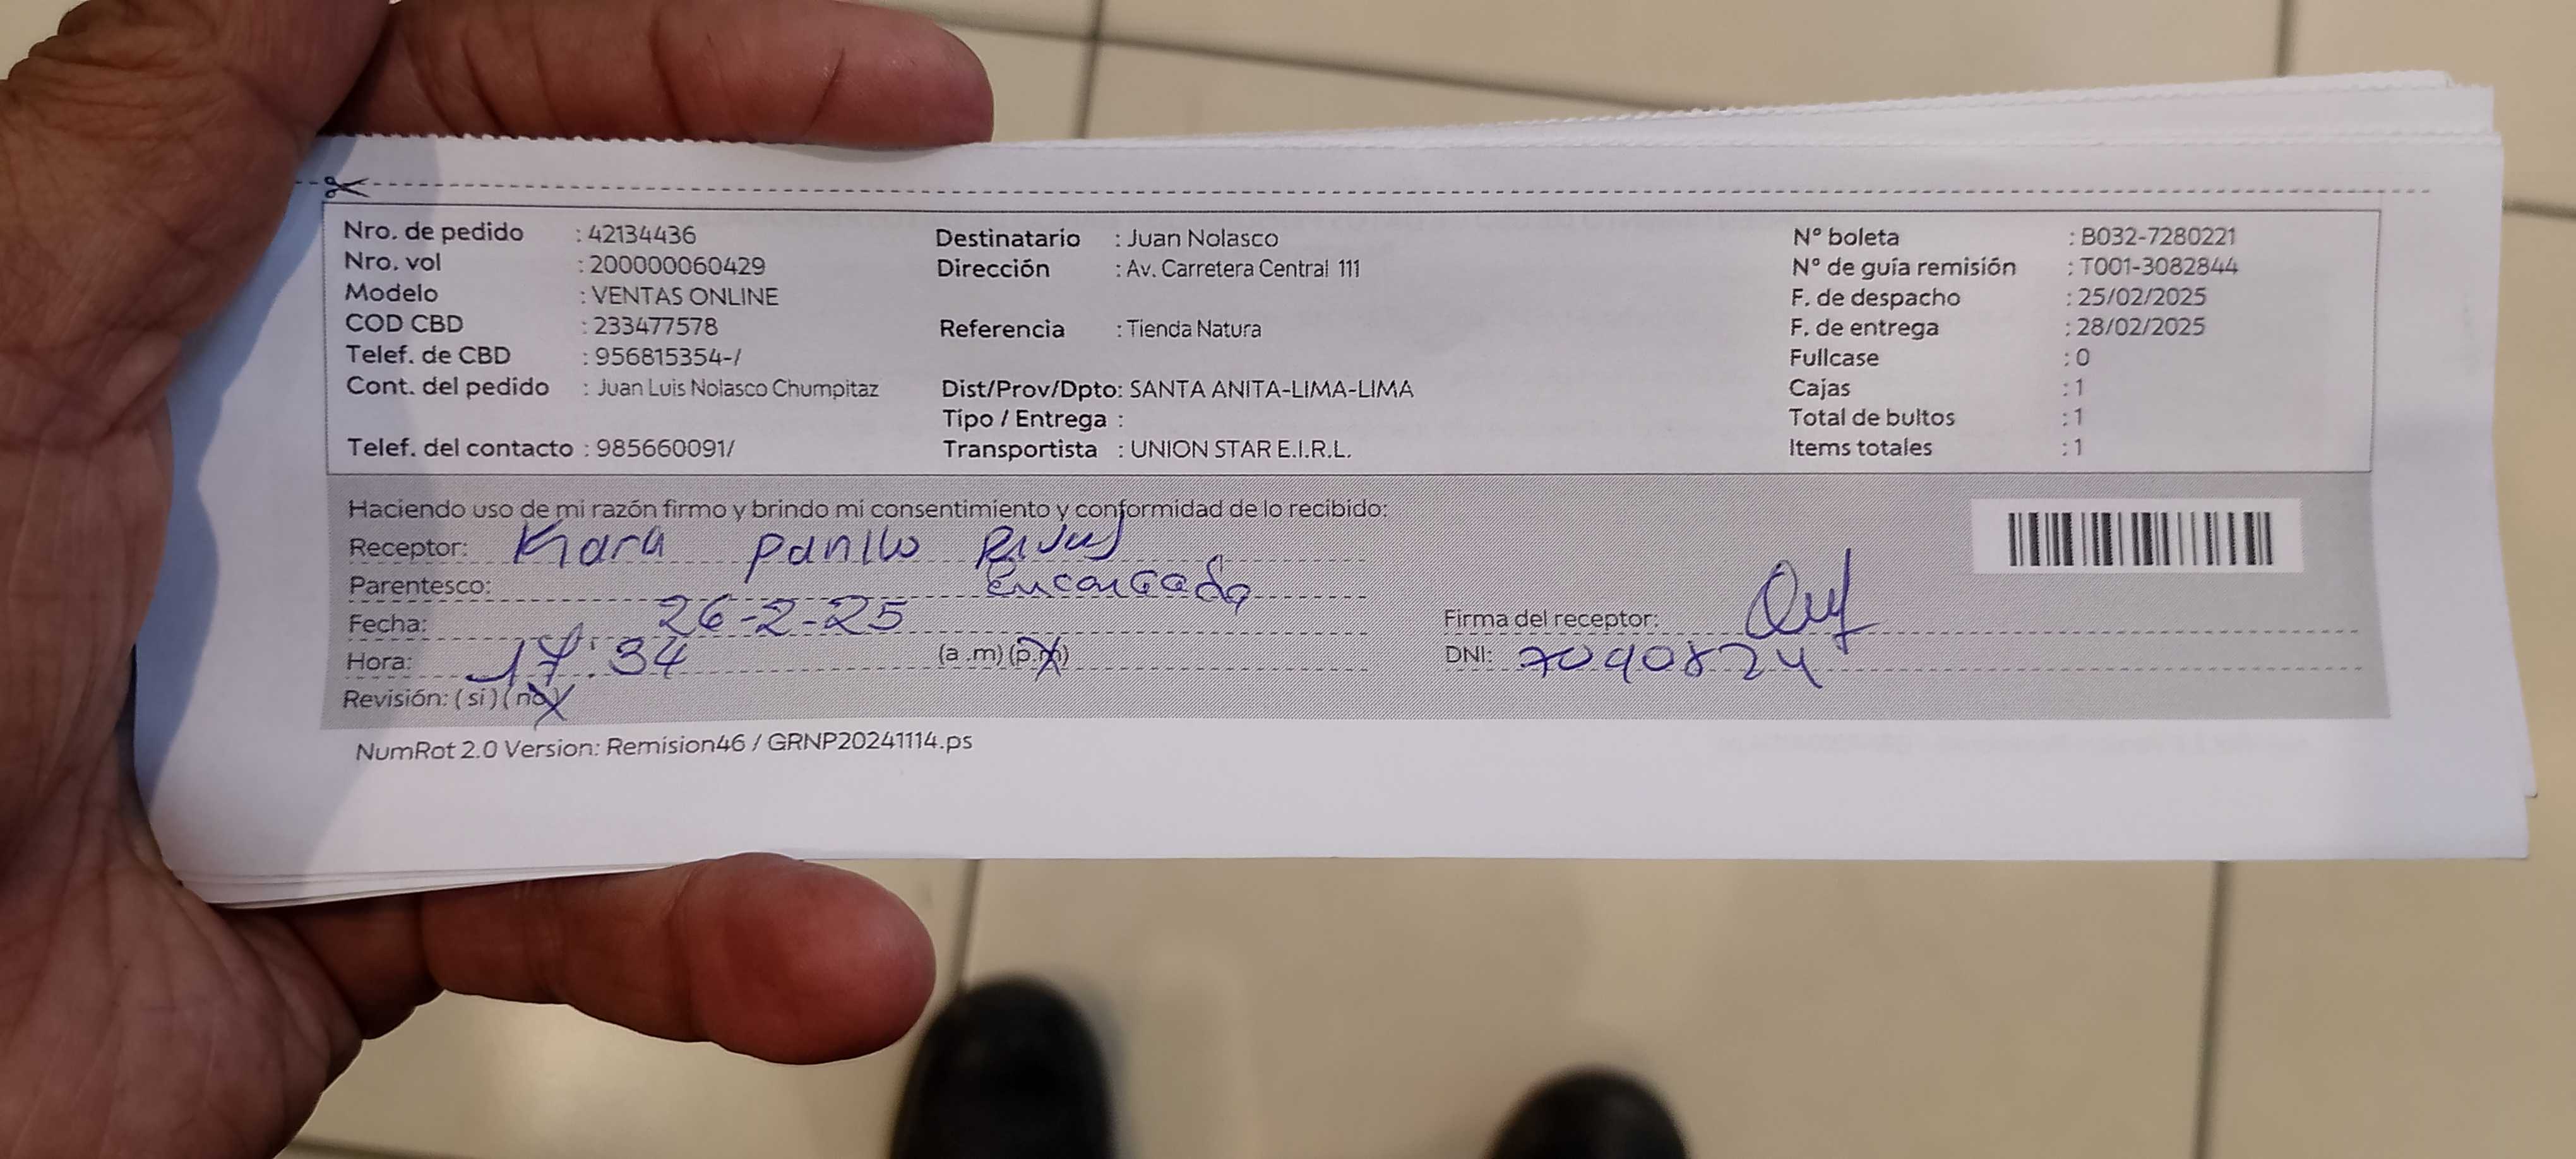 Nro. de pedido : 42134436
Nro. vol : 200000060429
Modelo : VENTAS ONLINE
COD CBD : 233477578
Telef. de CBD : 956815354-/
Cont. del pedido : Juan Luis Nolasco Chumpitaz
Telef. del contacto : 985660091/
Destinatario : Juan Nolasco
Dirección : Av. Carretera Central 111
Referencia : Tienda Natura
Dist/Prov/Dpto: SANTA ANITA-LIMA-LIMA
Tipo / Entrega :
Transportista : UNION STAR E.I.R.L.
N° boleta : B032-7280221
N° de guía remisión : T001-3082844
F. de despacho : 25/02/2025
F. de entrega : 28/02/2025
Fullcase : 0
Cajas : 1
Total de bultos : 1
Items totales : 1
Haciendo uso de mi razón firmo y brindo mi consentimiento y conformidad de lo recibido:
Receptor: Kiara Rivas
Parentesco: Encargada
Fecha: 26-2-25
Hora: 17:34 (a.m) (p.m)
Revisión: (si) (no)
Firma del receptor:
DNI: 7090824
NumRot 2.0 Version: Remision46 / GRNP20241114.ps